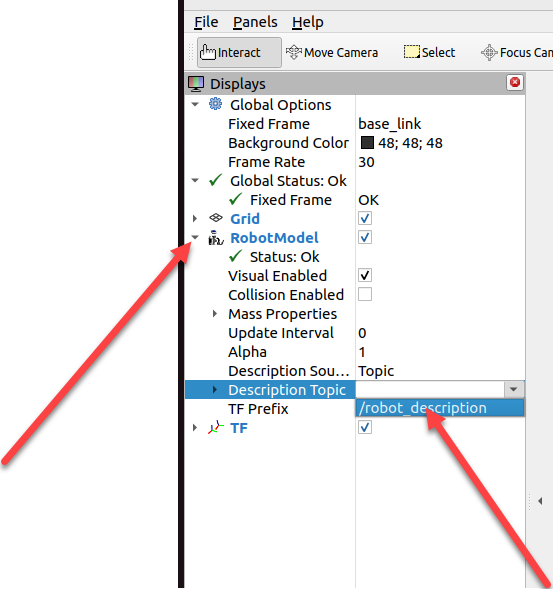 File Panels Help
Interact Move Camera Select Focus Cam
Displays
Global Options
Fixed Frame base_link
Background Color 48; 48; 48
Frame Rate 30
Global Status: Ok
Fixed Frame OK
Grid
RobotModel
Status: Ok
Visual Enabled
Collision Enabled
Mass Properties
Update Interval 0
Alpha 1
Description Sou... Topic
Description Topic
TF Prefix /robot_description
TF